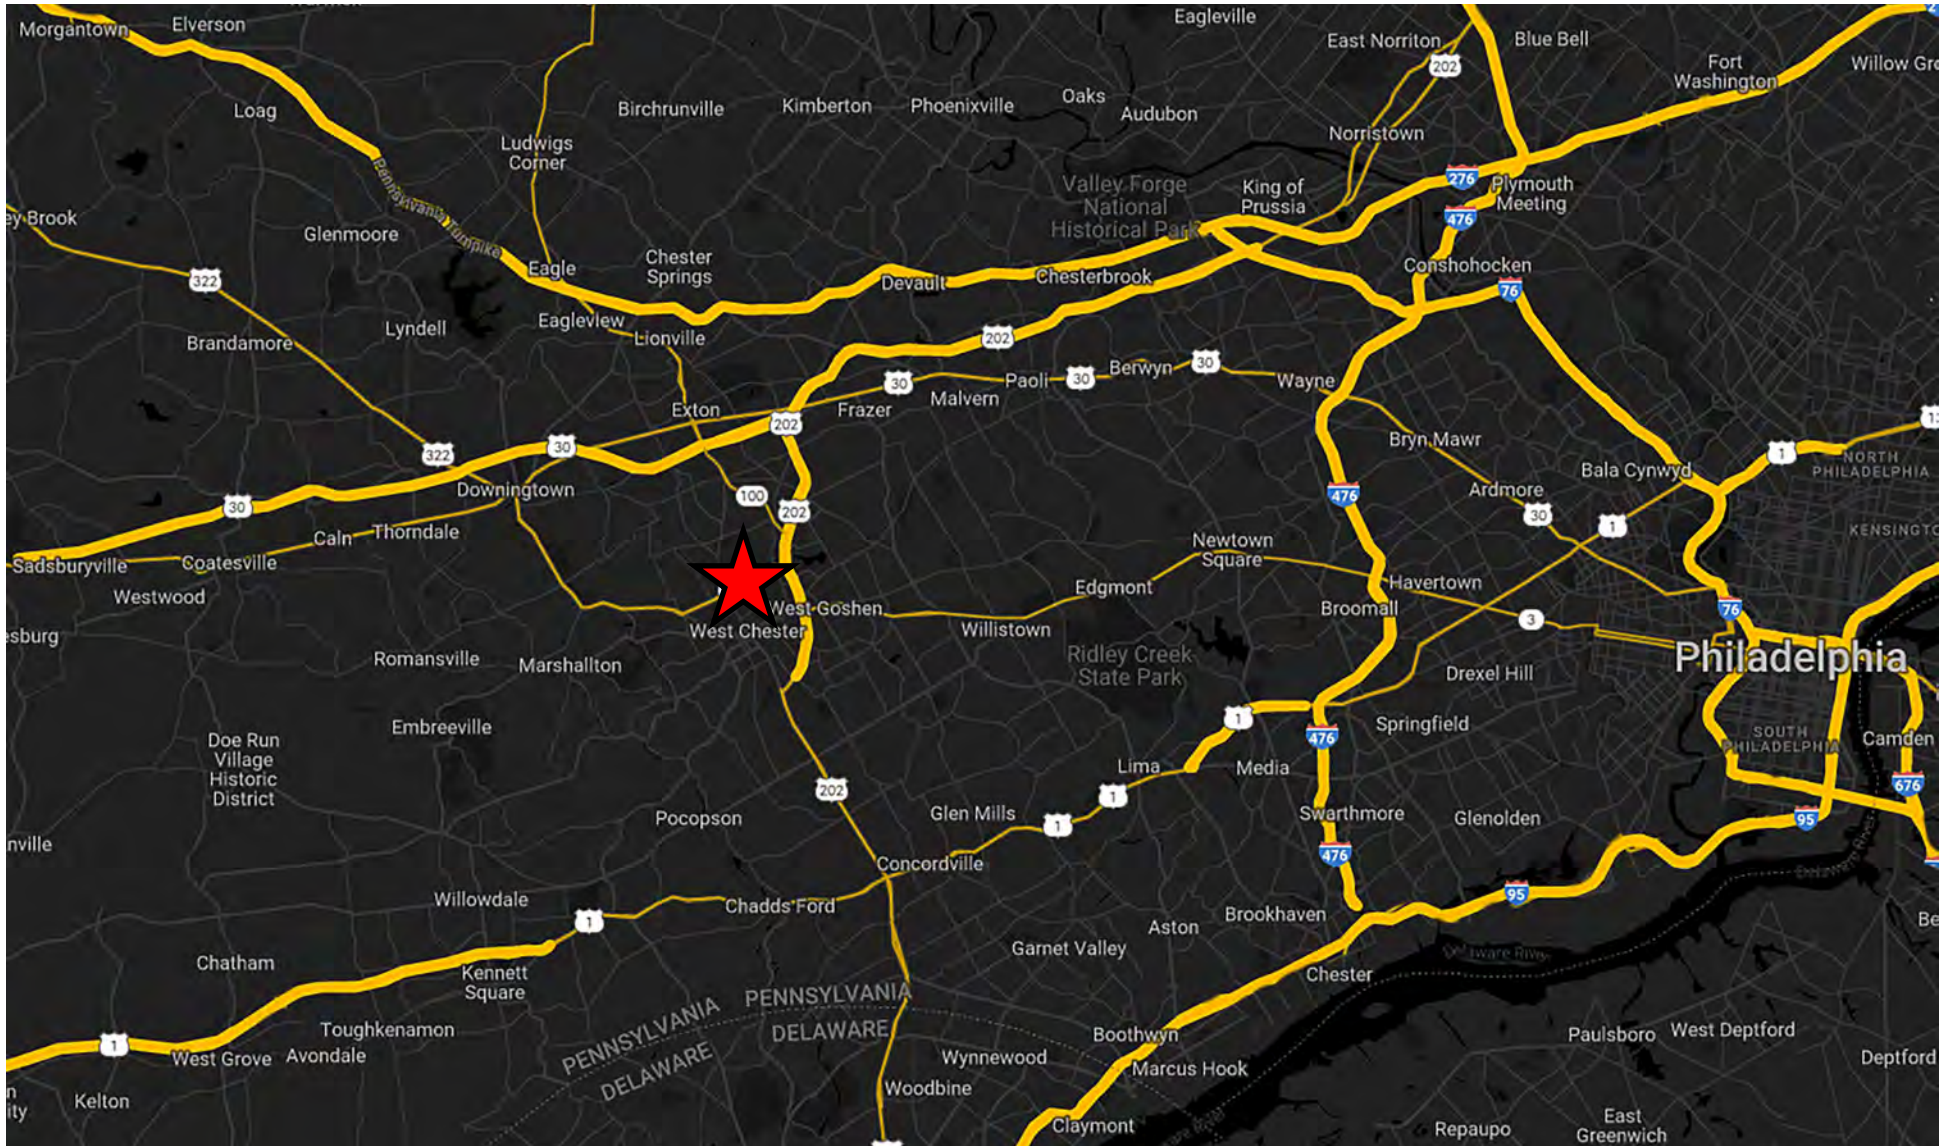 Morgantown
Elverson
Eagleville
East Norriton
Blue Bell
202
Fort
Washington
Loag
Birchrunville
Kimberton
Phoenixville
Oaks
Audubon
Ludwigs
Corner
Norristown
276
Pennsylvania Turnpike
Valley Forge
National
Historical Park
King of
Prussia
Plymouth
Meeting
476
Glenmoore
Eagle
Chester
Springs
Devault
Chesterbrook
Conshohocken
322
76
Eagleview
Lionville
Lyndell
Brandamore
202
30
Berwyn
30
Paoli
30
Wayne
Malvern
Exton
Frazer
202
Bryn Mawr
1
NORTH
PHILADELPHIA
322
30
Bala Cynwyd
Downingtown
100
476
Ardmore
30
202
30
1
Caln
Thorndale
Newtown
Square
Sadsburyville
Coatesville
Westwood
Edgmont
Havertown
West Goshen
Broomall
76
3
West Chester
Willistown
Philadelphia
Romansville
Marshallton
Ridley Creek
State Park
Drexel Hill
Embreeville
1
Springfield
476
SOUTH
PHILADELPHIA
Camden
Doe Run
Village
Historic
District
Lima
Media
676
202
1
Pocopson
Glen Mills
1
Swarthmore
Glenolden
95
476
Concordville
Willowdale
Chadds Ford
95
1
Brookhaven
Aston
Garnet Valley
Delaware River
Delaware River
Chatham
Kennett
Square
Chester
PENNSYLVANIA
PENNSYLVANIA
DELAWARE
DELAWARE
Toughkenamon
Boothwyn
Paulsboro
West Deptford
1
West Grove
Avondale
Wynnewood
Marcus Hook
Deptford
Woodbine
Kelton
Claymont
Repaupo
East
Greenwich